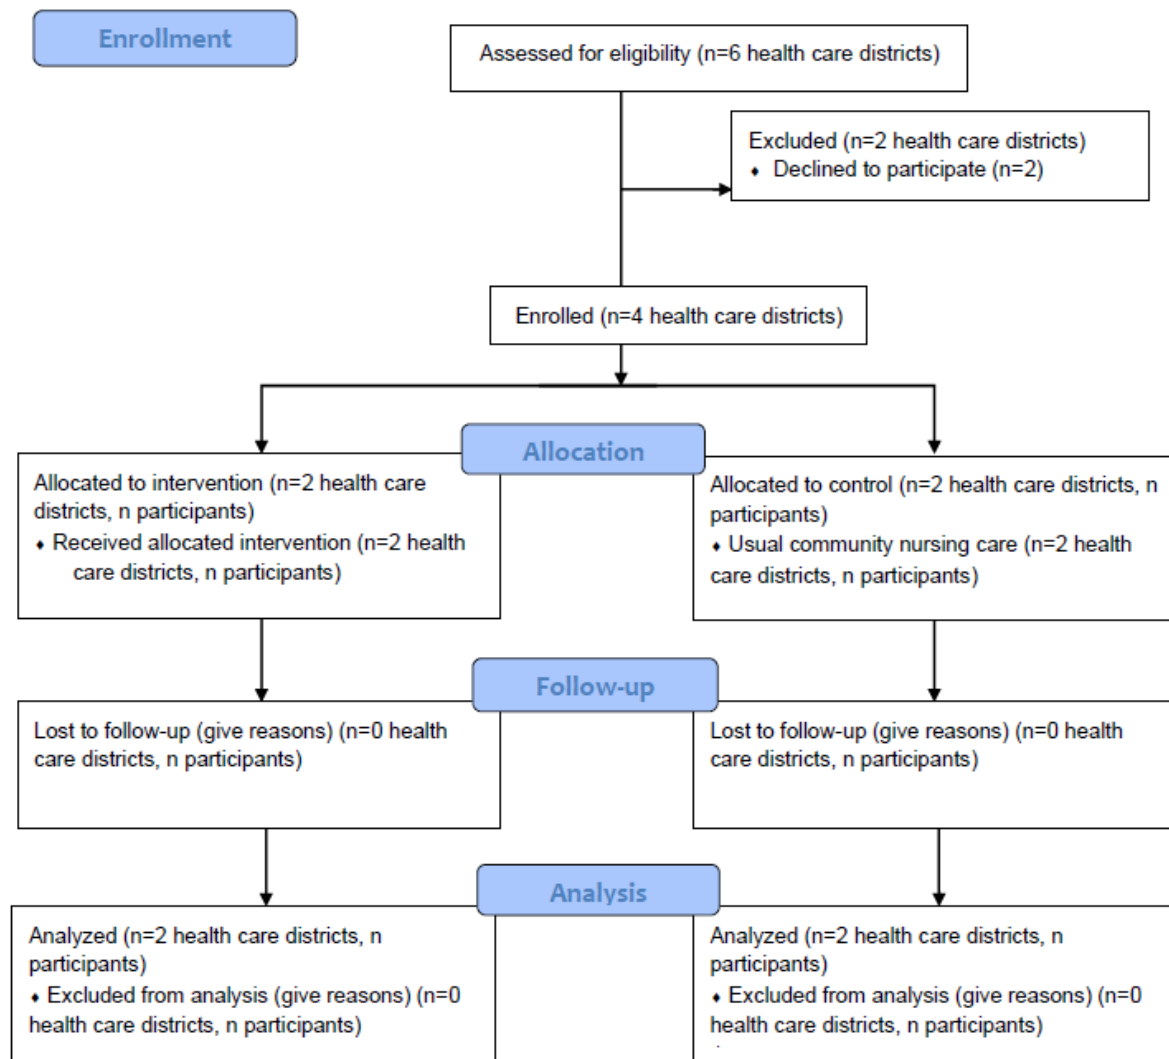 Enrollment
Assessed for eligibility (n=6 health care districts)
Excluded (n=2 health care districts)
♦ Declined to participate (n=2)
Enrolled (n=4 health care districts)
Allocation
Allocated to intervention (n=2 health care
districts, n participants)
♦ Received allocated intervention (n=2 health
care districts, n participants)
Allocated to control (n=2 health care districts, n
participants)
♦ Usual community nursing care (n=2 health
care districts, n participants)
Follow-up
Lost to follow-up (give reasons) (n=0 health
care districts, n participants)
Lost to follow-up (give reasons) (n=0 health
care districts, n participants)
Analysis
Analyzed (n=2 health care districts, n
participants)
♦ Excluded from analysis (give reasons) (n=0
health care districts, n participants)
Analyzed (n=2 health care districts, n
participants)
♦ Excluded from analysis (give reasons) (n=0
health care districts, n participants)